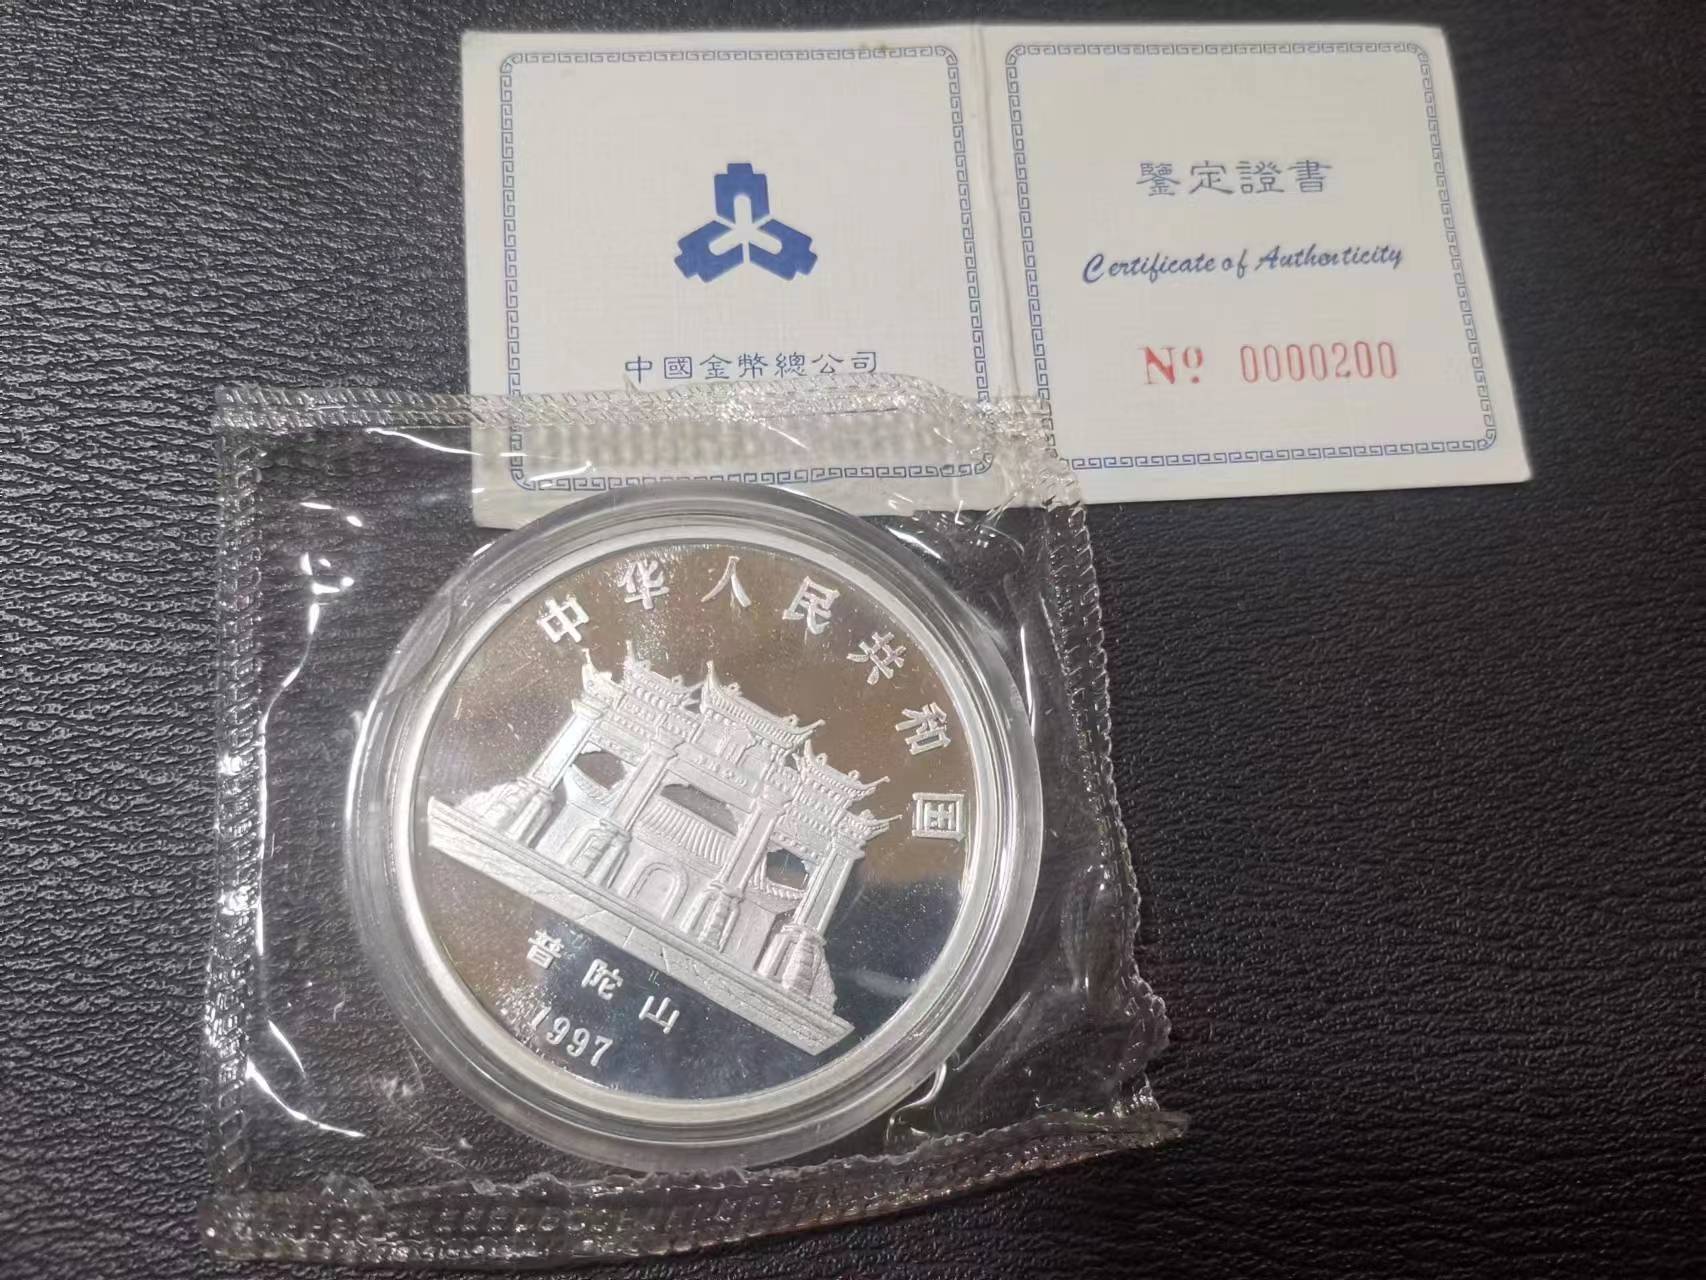 中國金幣總公司
鑒定證書
Certificate of Authenticity
Nº 0000200
中华人民共和国
普陀山
1997